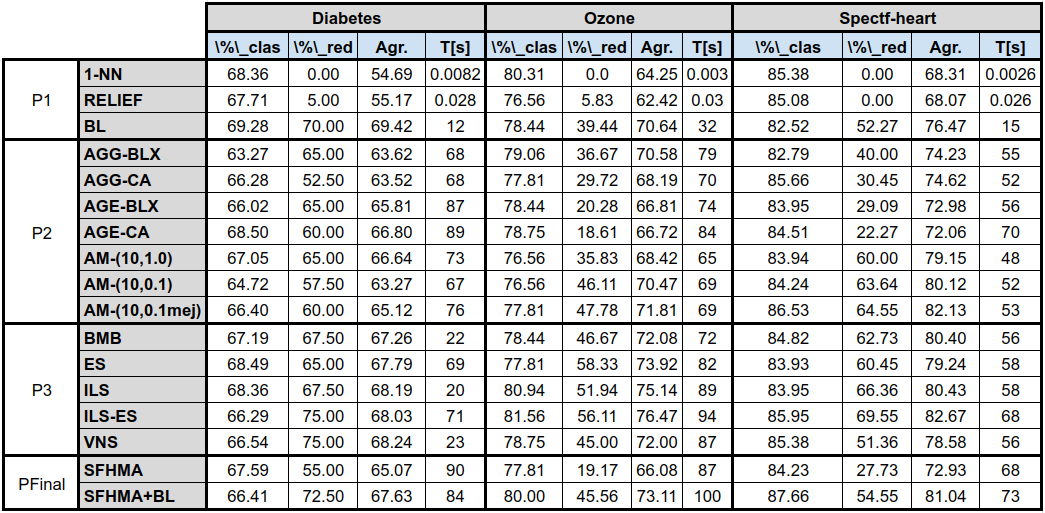 Diabetes Ozone Spectf-heart
\%\_clas \%\_red Agr. T[s] \%\_clas \%\_red Agr. T[s] \%\_clas \%\_red Agr. T[s]
P1 1-NN 68.36 0.00 54.69 0.0082 80.31 0.0 64.25 0.003 85.38 0.00 68.31 0.0026
RELIEF 67.71 5.00 55.17 0.028 76.56 5.83 62.42 0.03 85.08 0.00 68.07 0.026
BL 69.28 70.00 69.42 12 78.44 39.44 70.64 32 82.52 52.27 76.47 15
P2 AGG-BLX 63.27 65.00 63.62 68 79.06 36.67 70.58 79 82.79 40.00 74.23 55
AGG-CA 66.28 52.50 63.52 68 77.81 29.72 68.19 70 85.66 30.45 74.62 52
AGE-BLX 66.02 65.00 65.81 87 78.44 20.28 66.81 74 83.95 29.09 72.98 56
AGE-CA 68.50 60.00 66.80 89 78.75 18.61 66.72 84 84.51 22.27 72.06 70
AM-(10,1.0) 67.05 65.00 66.64 73 76.56 35.83 68.42 65 83.94 60.00 79.15 48
AM-(10,0.1) 64.72 57.50 63.27 67 76.56 46.11 70.47 69 84.24 63.64 80.12 52
AM-(10,0.1mej) 66.40 60.00 65.12 76 77.81 47.78 71.81 69 86.53 64.55 82.13 53
P3 BMB 67.19 67.50 67.26 22 78.44 46.67 72.08 72 84.82 62.73 80.40 56
ES 68.49 65.00 67.79 69 77.81 58.33 73.92 82 83.93 60.45 79.24 58
ILS 68.36 67.50 68.19 20 80.94 51.94 75.14 89 83.95 66.36 80.43 58
ILS-ES 66.29 75.00 68.03 71 81.56 56.11 76.47 94 85.95 69.55 82.67 68
VNS 66.54 75.00 68.24 23 78.75 45.00 72.00 87 85.38 51.36 78.58 56
PFinal SFHMA 67.59 55.00 65.07 90 77.81 19.17 66.08 87 84.23 27.73 72.93 68
SFHMA+BL 66.41 72.50 67.63 84 80.00 45.56 73.11 100 87.66 54.55 81.04 73